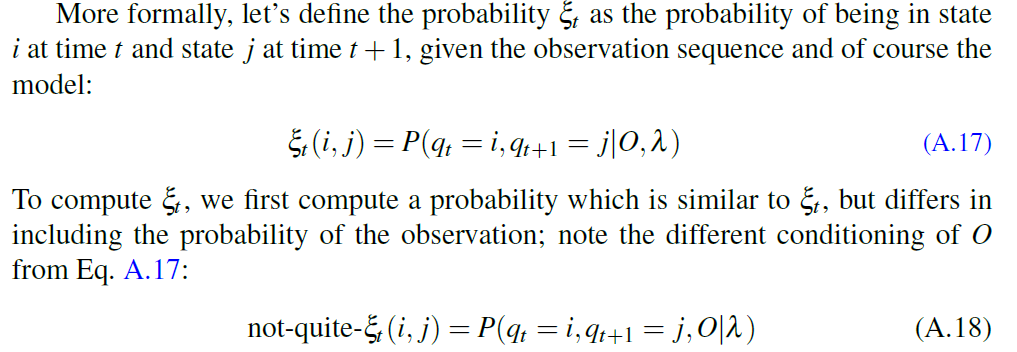 More formally, let’s define the probability ξt as the probability of being in state
i at time t and state j at time t + 1, given the observation sequence and of course the
model:
ξt(i, j) = P(qt = i, qt+1 = j|O, λ) (A.17)
To compute ξt, we first compute a probability which is similar to ξt, but differs in
including the probability of the observation; note the different conditioning of O
from Eq. A.17:
not-quite-ξt(i, j) = P(qt = i, qt+1 = j, O|λ) (A.18)